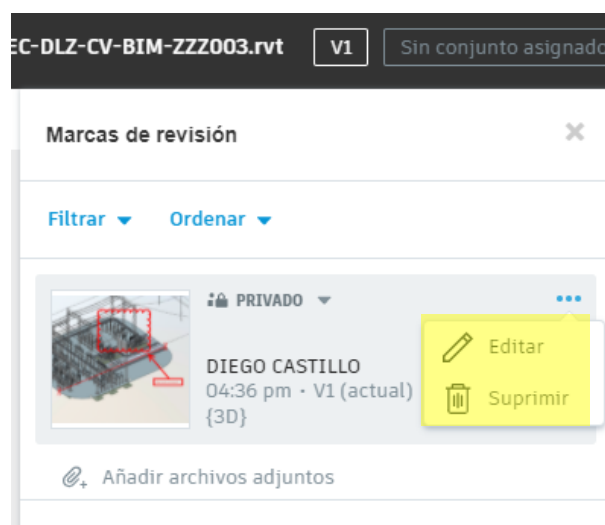 EC-DLZ-CV-BIM-ZZZ003.rvt V1 Sin conjunto asignado
Marcas de revisión
Filtrar Ordenar
PRIVADO
Editar
DIEGO CASTILLO
04:36 pm · V1 (actual)
Suprimir
{3D}
Añadir archivos adjuntos